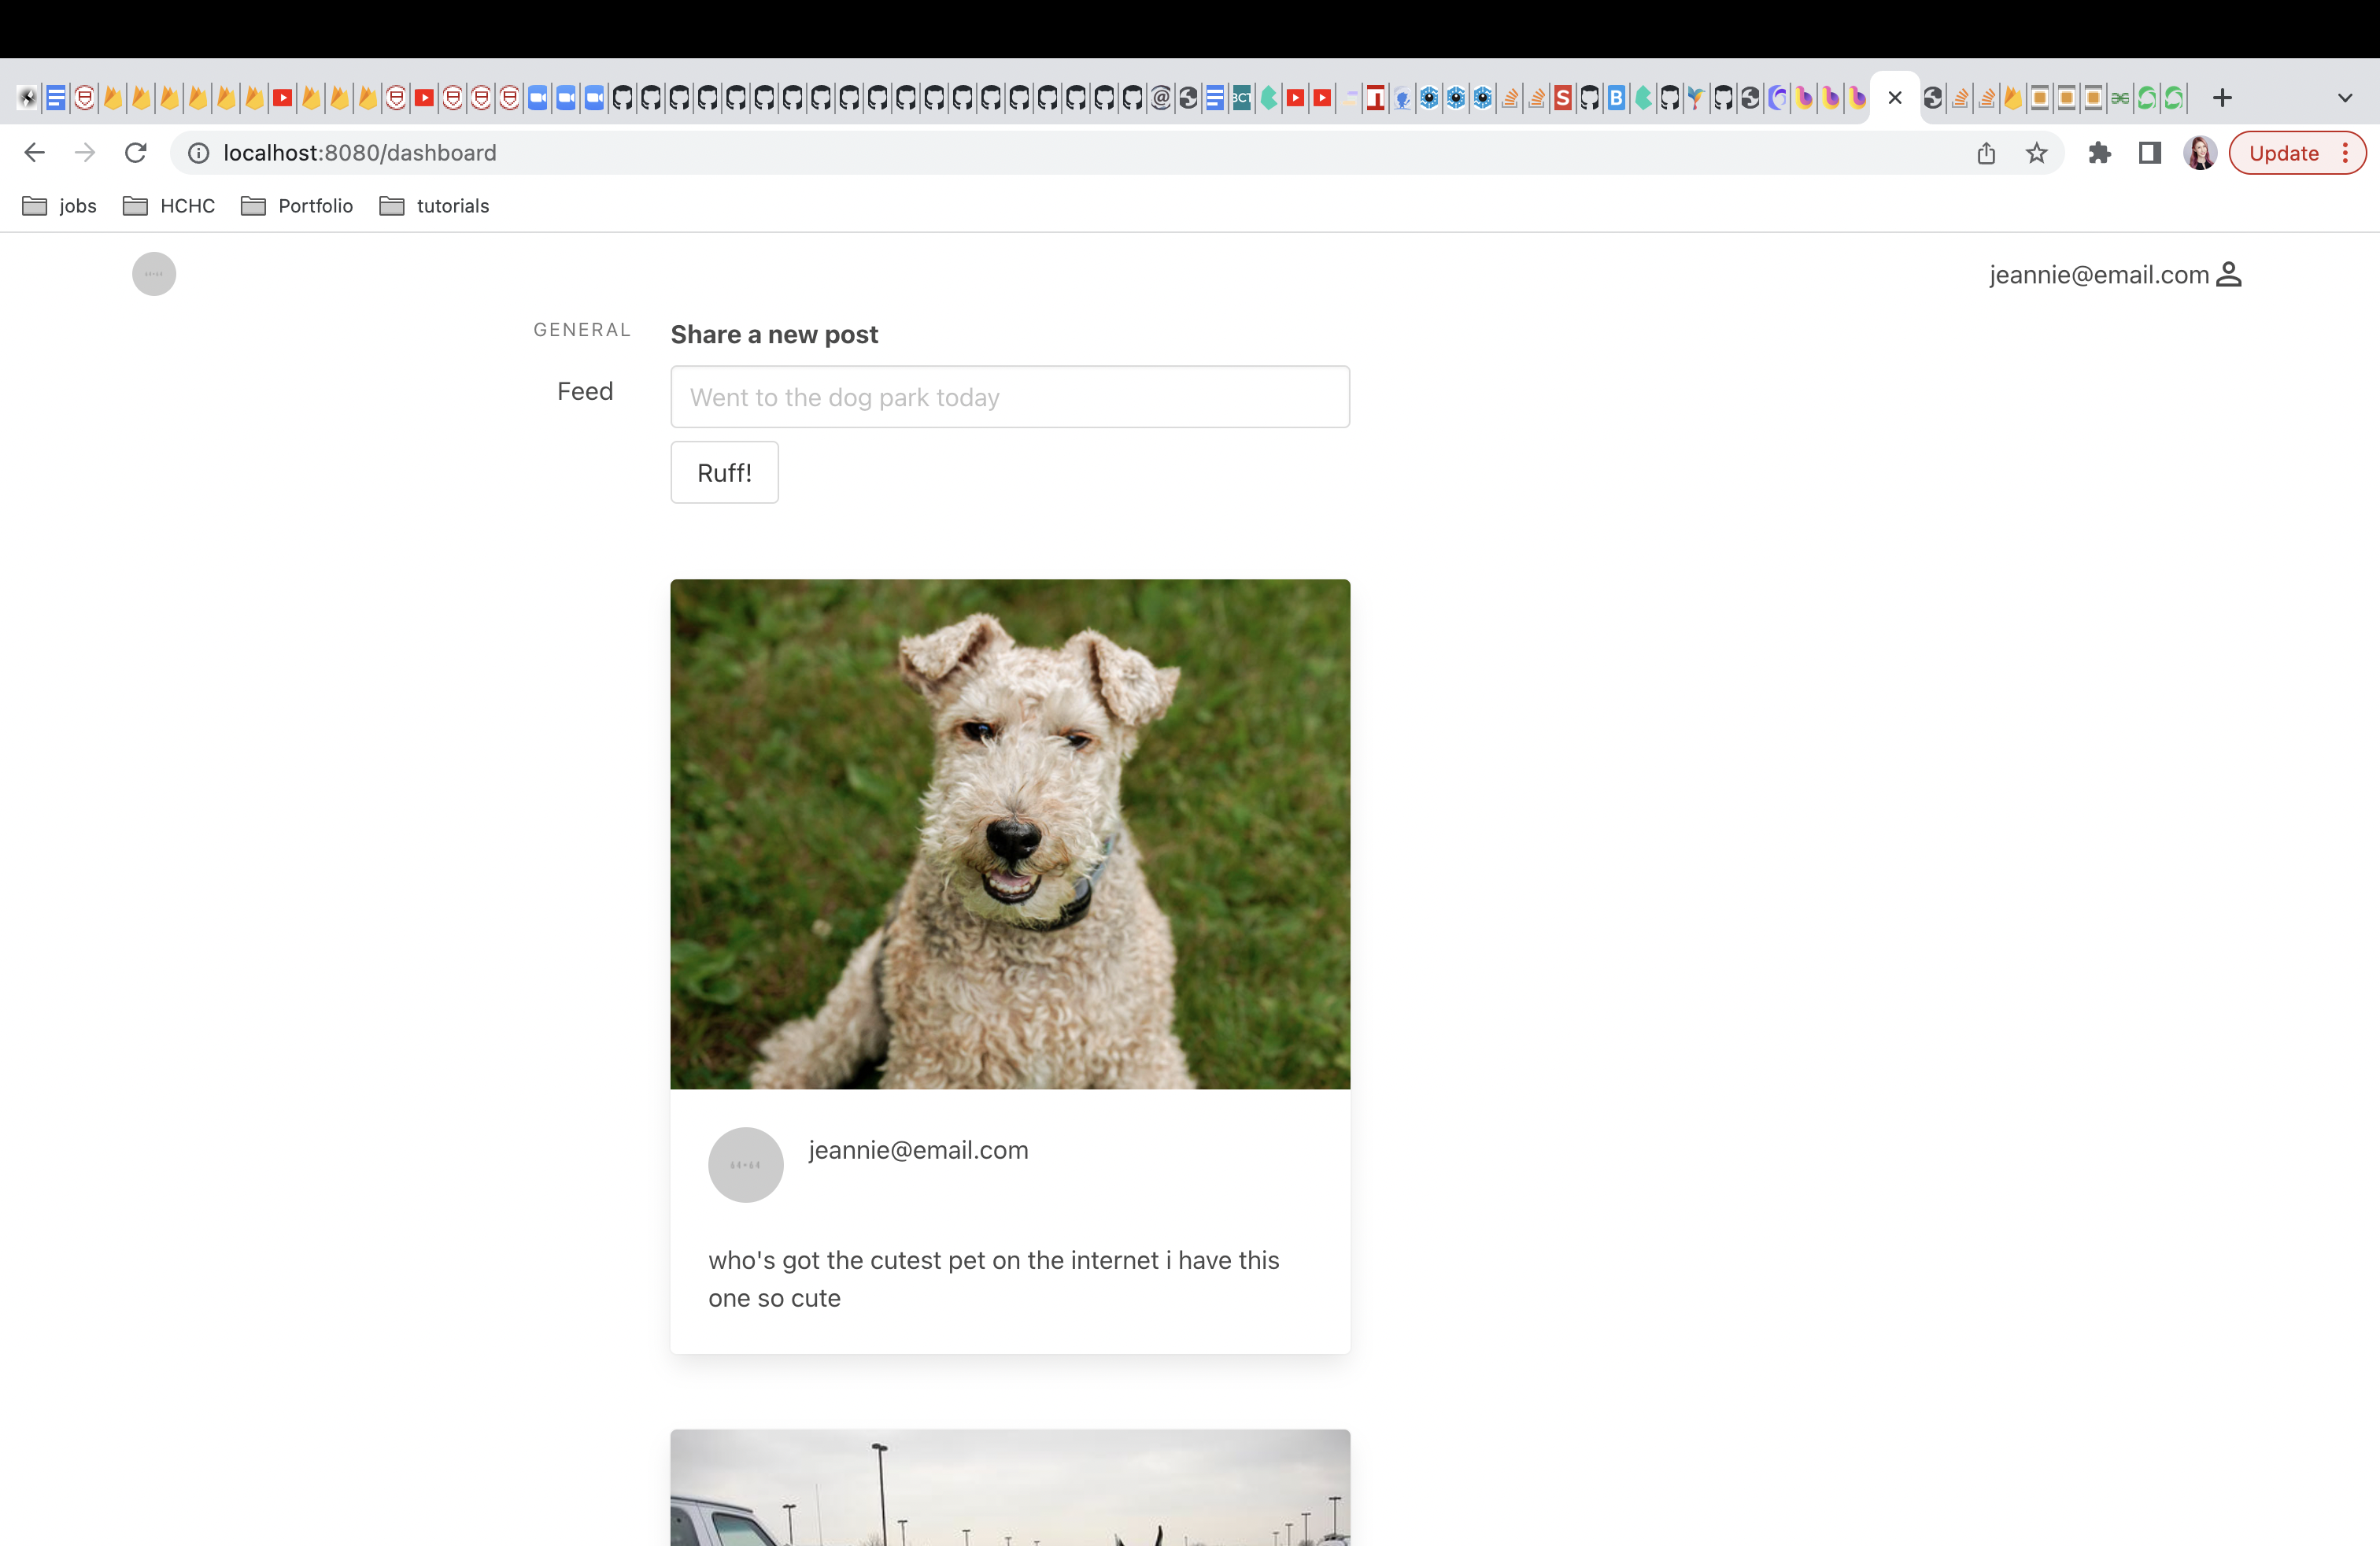 localhost:8080/dashboard
Update
jobs
HCHC
Portfolio
tutorials
jeannie@email.com
GENERAL
Share a new post
Feed
Went to the dog park today
Ruff!
64×64
jeannie@email.com
who's got the cutest pet on the internet i have this
one so cute